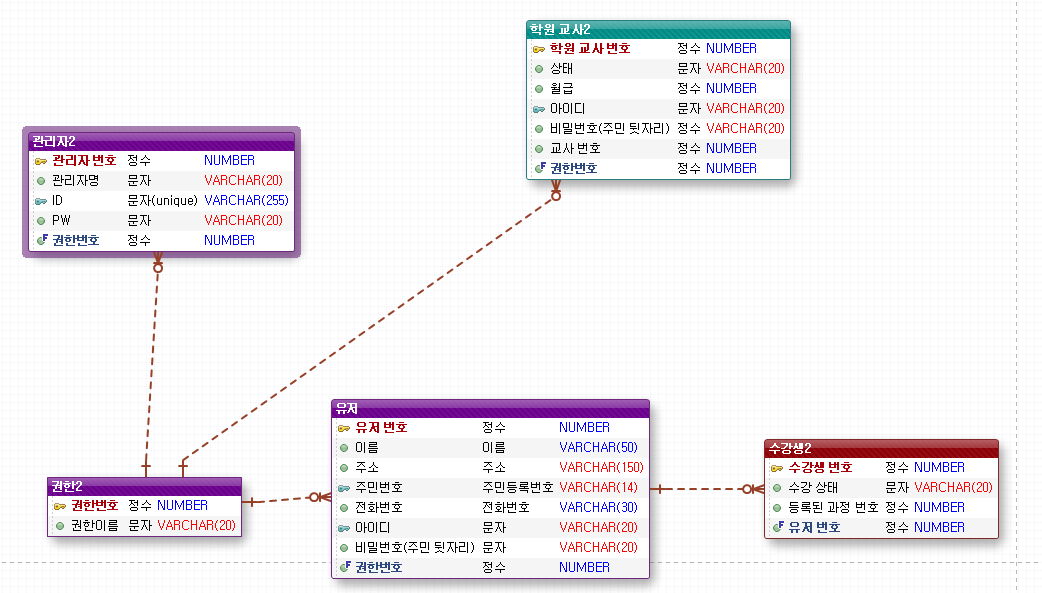 학원 교사2
학원 교사 번호 정수 NUMBER
상태 문자 VARCHAR(20)
월급 정수 NUMBER
아이디 문자 VARCHAR(20)
비밀번호(주민 뒷자리) 정수 VARCHAR(20)
교사 번호 정수 NUMBER
권한번호 정수 NUMBER
관리자2
관리자 번호 정수 NUMBER
관리자명 문자 VARCHAR(20)
ID 문자(unique) VARCHAR(255)
PW 문자 VARCHAR(20)
권한번호 정수 NUMBER
유저
유저 번호 정수 NUMBER
이름 이름 VARCHAR(50)
주소 주소 VARCHAR(150)
주민번호 주민등록번호 VARCHAR(14)
전화번호 전화번호 VARCHAR(30)
아이디 문자 VARCHAR(20)
비밀번호(주민 뒷자리) 문자 VARCHAR(20)
권한번호 정수 NUMBER
수강생2
수강생 번호 정수 NUMBER
수강 상태 문자 VARCHAR(20)
등록된 과정 번호 정수 NUMBER
유저 번호 정수 NUMBER
권한2
권한번호 정수 NUMBER
권한이름 문자 VARCHAR(20)